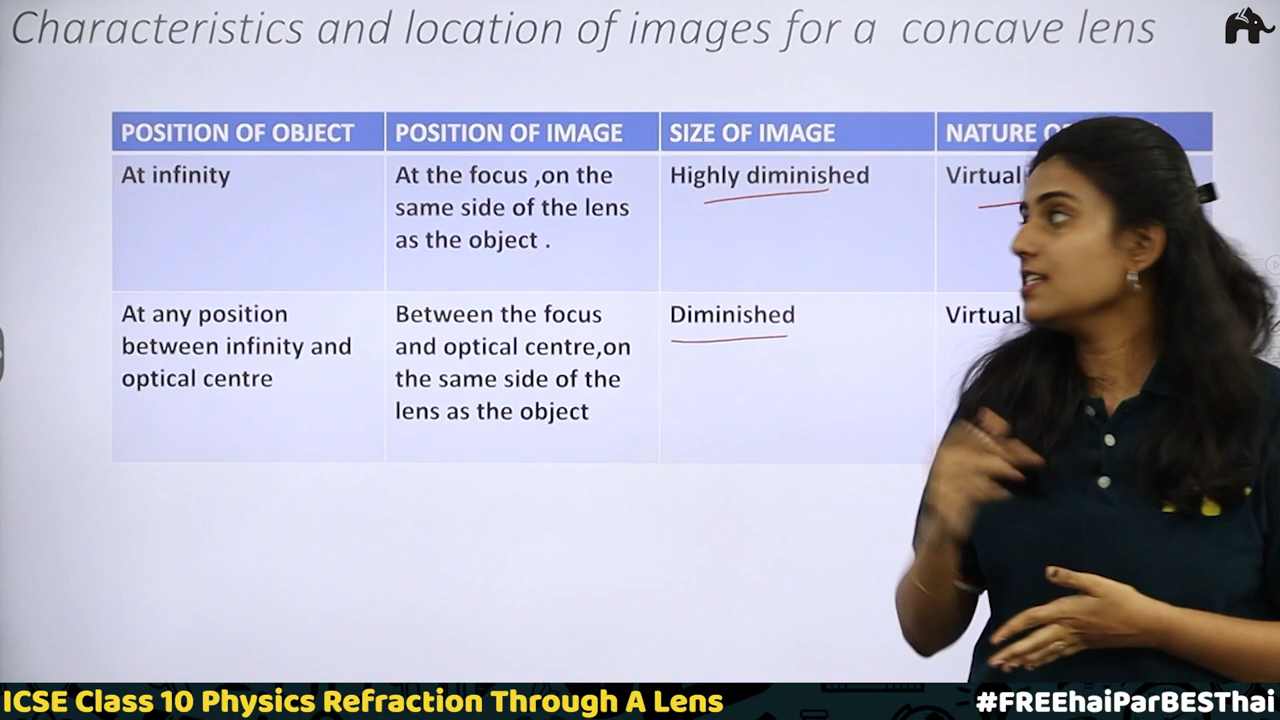 Characteristics and location of images for a concave lens
POSITION OF OBJECT
POSITION OF IMAGE
SIZE OF IMAGE
NATURE
At infinity
At the focus ,on the
same side of the lens
as the object .
Highly diminished
Virtual
At any position
between infinity and
optical centre
Between the focus
and optical centre,on
the same side of the
lens as the object
Diminished
Virtual
ICSE Class 10 Physics Refraction Through A Lens
#FREEhaiParBESThai